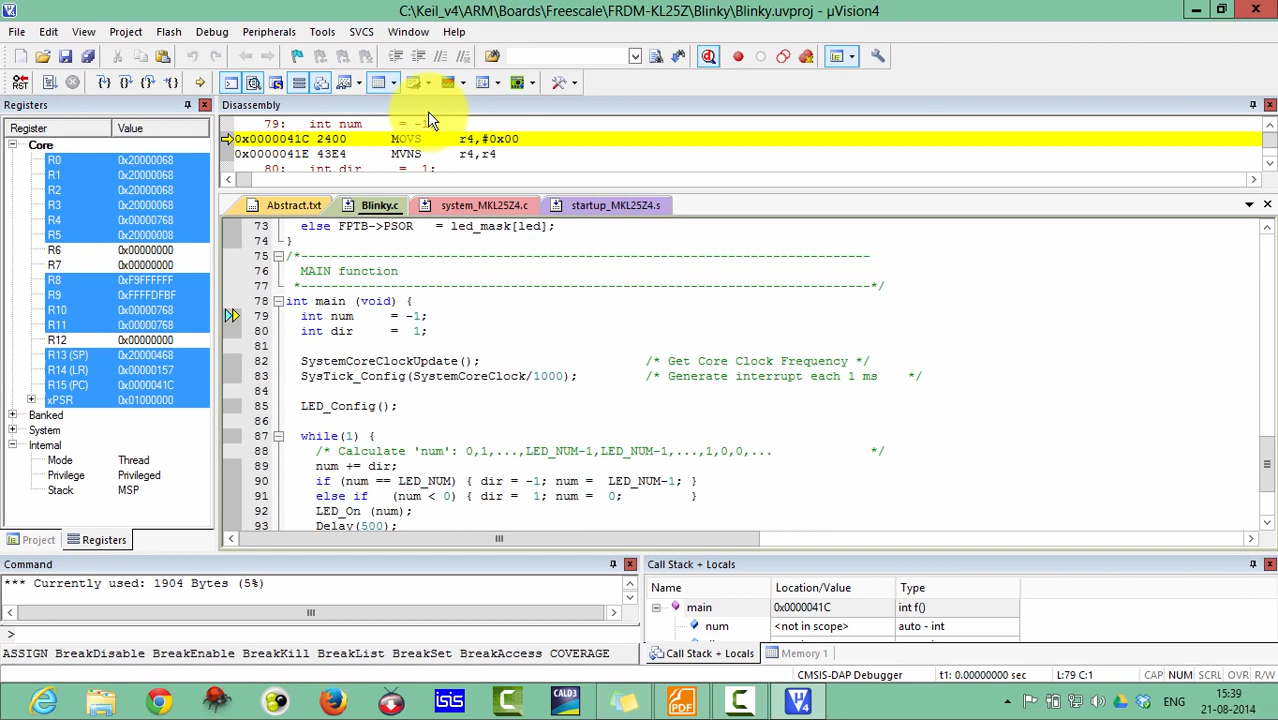 C:\Keil_v4\ARM\Boards\Freescale\FRDM-KL25Z\Blinky\Blinky.uvproj - µVision4
File Edit View Project Flash Debug Peripherals Tools SVCS Window Help
Registers
Register Value
Core
R0 0x20000068
R1 0x20000068
R2 0x20000068
R3 0x20000068
R4 0x00000768
R5 0x20000068
R6 0x00000000
R7 0x00000000
R8 0xF9FFFFFF
R9 0xFFFFDFBF
R10 0x00000768
R11 0x00000768
R12 0x00000000
R13 (SP) 0x20000468
R14 (LR) 0x00000157
R15 (PC) 0x0000041C
xPSR 0x01000000
Banked
System
Internal
Mode Thread
Privilege Privileged
Stack MSP
Project Registers
Disassembly
79: int num = -1;
0x0000041C 2400 MOVS r4,#0x00
0x0000041E 43E4 MVNS r4,r4
80: int dir = 1;
Abstract.txt Blinky.c system_MKL25Z4.c startup_MKL25Z4.s
73 else FPTB->PSOR = led_mask[led];
74 }
75 /*----------------------------------------------------------------------------
76 MAIN function
77 *----------------------------------------------------------------------------*/
78 int main (void) {
79 int num = -1;
80 int dir = 1;
81
82 SystemCoreClockUpdate(); /* Get Core Clock Frequency */
83 SysTick_Config(SystemCoreClock/1000); /* Generate interrupt each 1 ms */
84
85 LED_Config();
86
87 while(1) {
88 /* Calculate 'num': 0,1,...,LED_NUM-1,LED_NUM-1,...,1,0,0,... */
89 num += dir;
90 if (num == LED_NUM) { dir = -1; num = LED_NUM-1; }
91 else if (num < 0) { dir = 1; num = 0; }
92 LED_On (num);
93 Delay(500);
Command
*** Currently used: 1904 Bytes (5%)
>
ASSIGN BreakDisable BreakEnable BreakKill BreakList BreakSet BreakAccess COVERAGE
Call Stack + Locals
Name Location/Value Type
main 0x0000041C int f()
num <not in scope> auto - int
Call Stack + Locals Memory 1
CMSIS-DAP Debugger t1: 0.00000000 sec L:79 C:1 CAP NUM SCRL OVR R/W
isis CALD3 PDF
ENG 15:39
21-08-2014